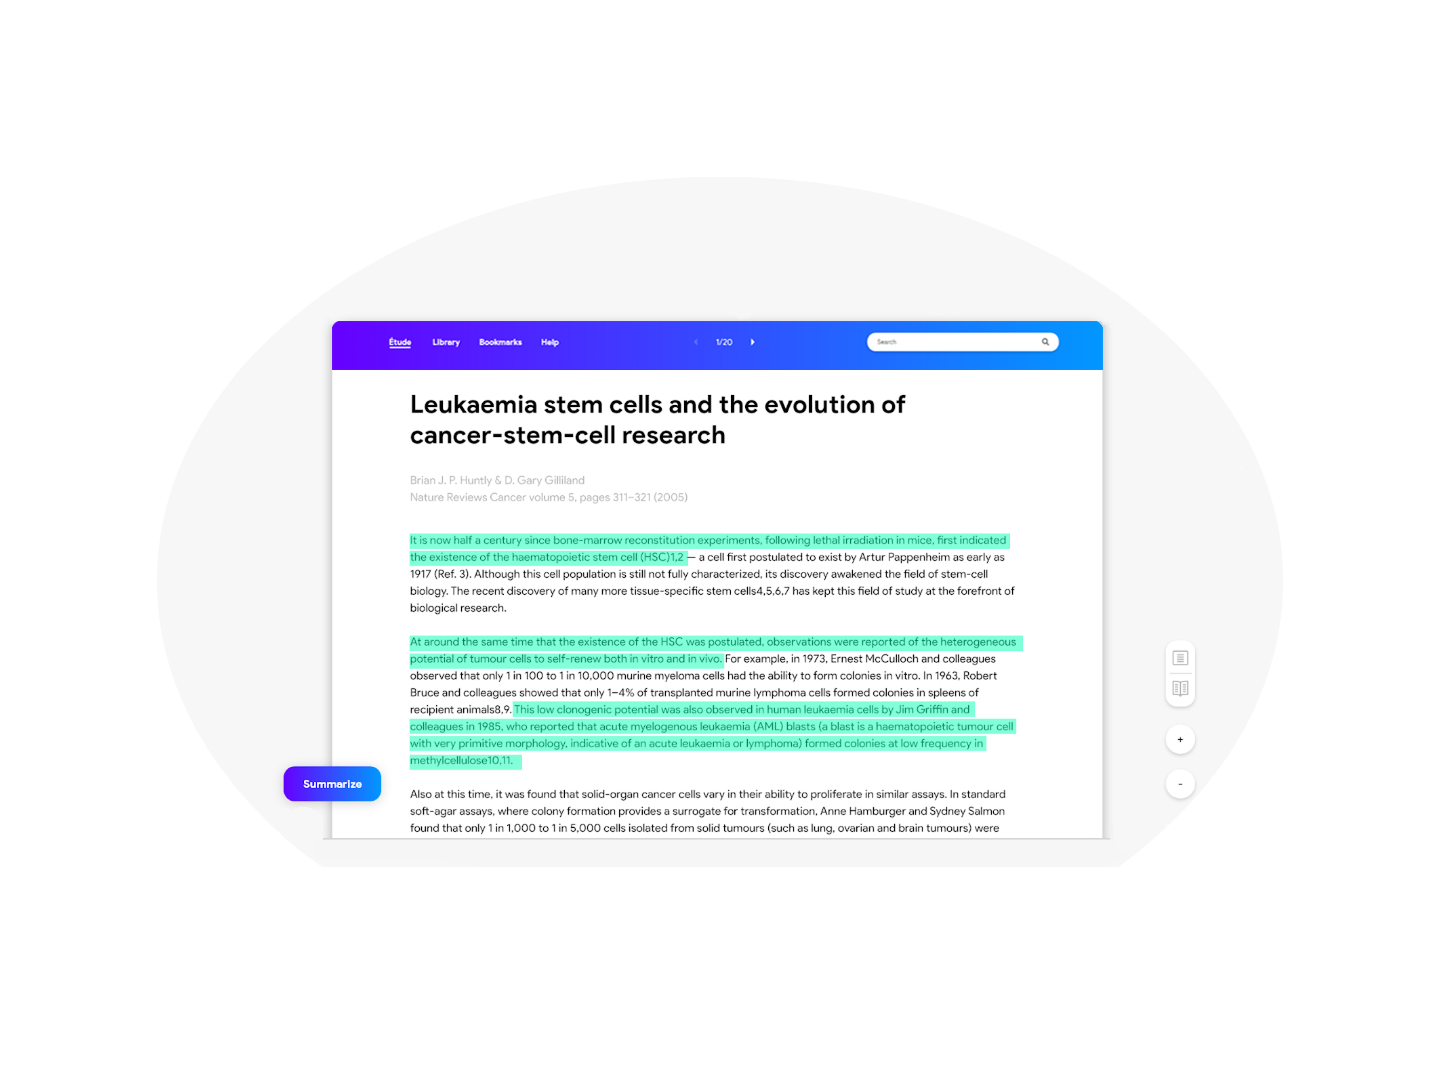 Étude Library Bookmarks Help 1/20 Search
Leukaemia stem cells and the evolution of
cancer-stem-cell research
Brian J. P. Huntly & D. Gary Gilliland
Nature Reviews Cancer volume 5, pages 311–321 (2005)
It is now half a century since bone-marrow reconstitution experiments, following lethal irradiation in mice, first indicated
the existence of the haematopoietic stem cell (HSC)1,2 — a cell first postulated to exist by Artur Pappenheim as early as
1917 (Ref. 3). Although this cell population is still not fully characterized, its discovery awakened the field of stem-cell
biology. The recent discovery of many more tissue-specific stem cells4,5,6,7 has kept this field of study at the forefront of
biological research.
At around the same time that the existence of the HSC was postulated, observations were reported of the heterogeneous
potential of tumour cells to self-renew both in vitro and in vivo. For example, in 1973, Ernest McCulloch and colleagues
observed that only 1 in 100 to 1 in 10,000 murine myeloma cells had the ability to form colonies in vitro. In 1963, Robert
Bruce and colleagues showed that only 1–4% of transplanted murine lymphoma cells formed colonies in spleens of
recipient animals8,9. This low clonogenic potential was also observed in human leukaemia cells by Jim Griffin and
colleagues in 1985, who reported that acute myelogenous leukaemia (AML) blasts (a blast is a haematopoietic tumour cell
with very primitive morphology, indicative of an acute leukaemia or lymphoma) formed colonies at low frequency in
methylcellulose10,11.
Summarize
Also at this time, it was found that solid-organ cancer cells vary in their ability to proliferate in similar assays. In standard
soft-agar assays, where colony formation provides a surrogate for transformation, Anne Hamburger and Sydney Salmon
found that only 1 in 1,000 to 1 in 5,000 cells isolated from solid tumours (such as lung, ovarian and brain tumours) were
+
-